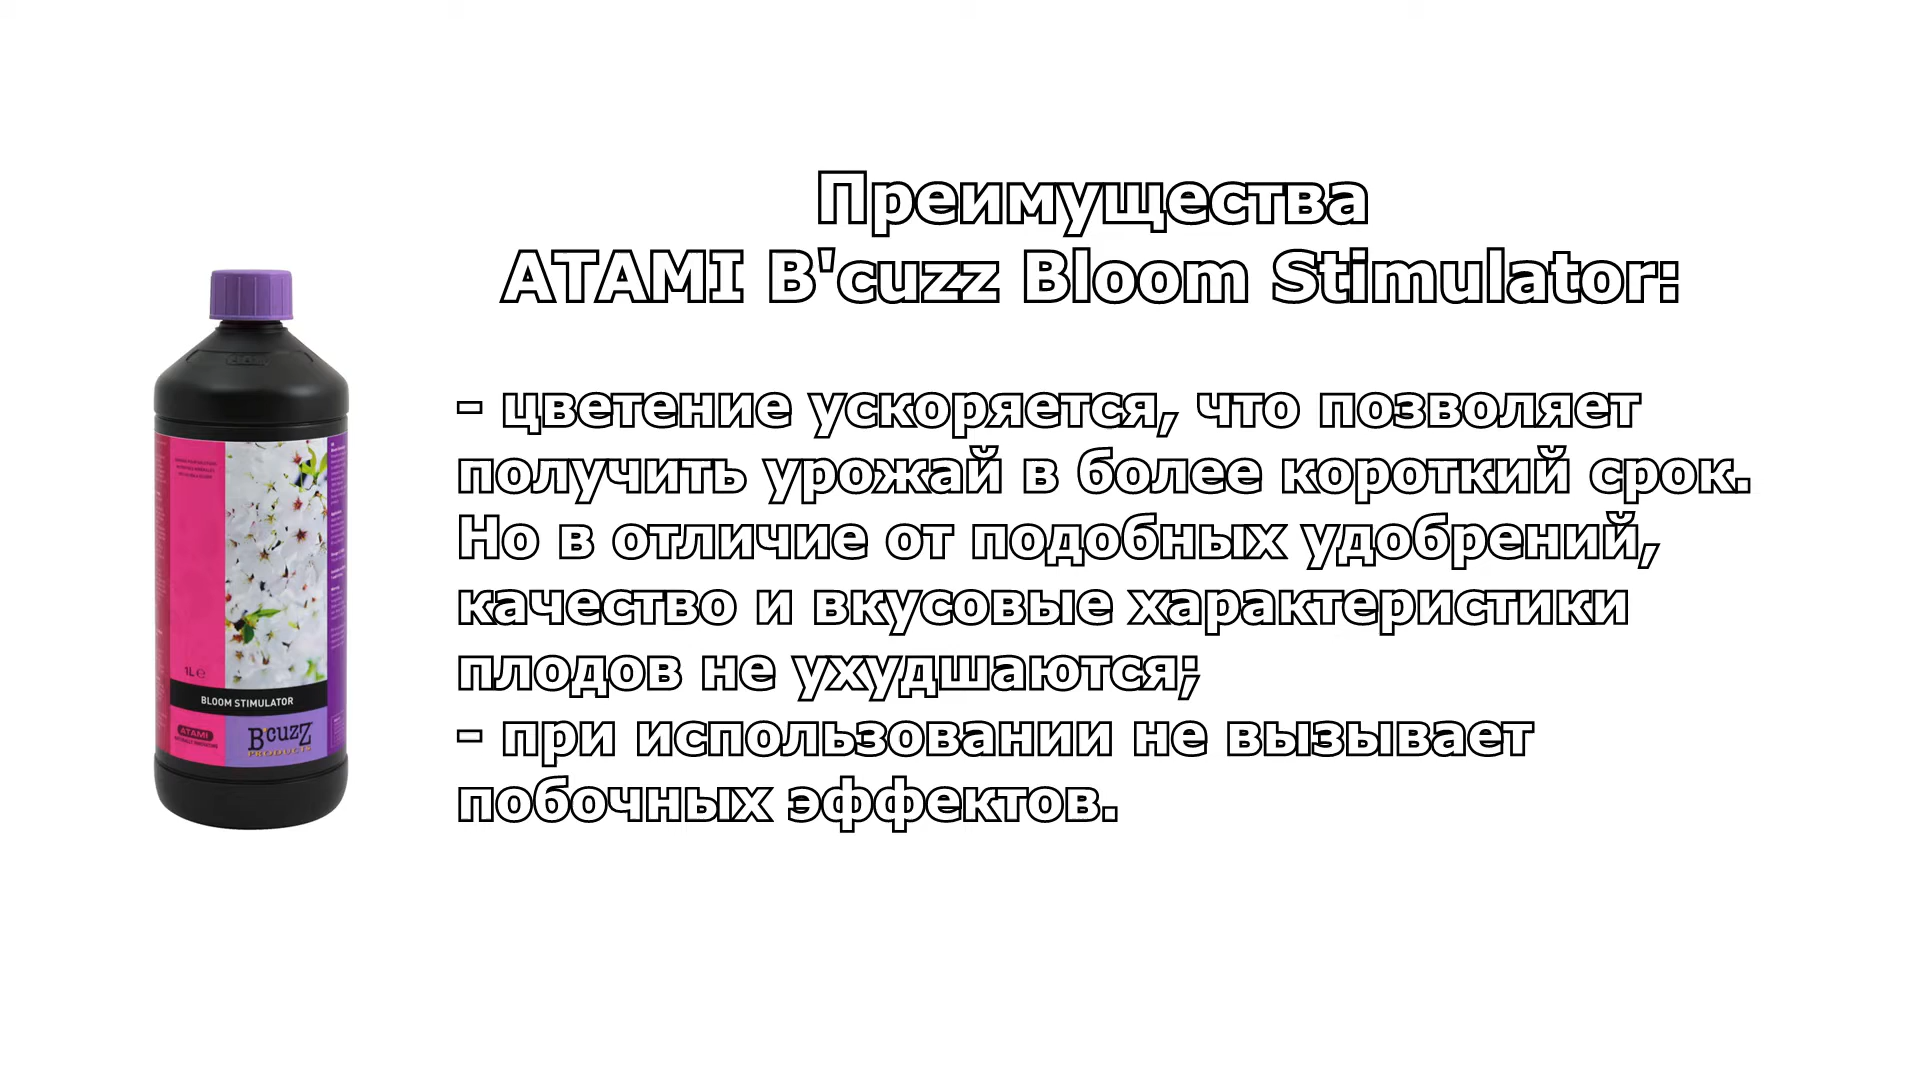 Преимущества
ATAMI B'cuzz Bloom Stimulator:
- цветение ускоряется, что позволяет
получить урожай в более короткий срок.
Но в отличие от подобных удобрений,
качество и вкусовые характеристики
плодов не ухудшаются;
- при использовании не вызывает
побочных эффектов.
1L e
BLOOM STIMULATOR
ATAMI
B'cuzz
PRODUCTS